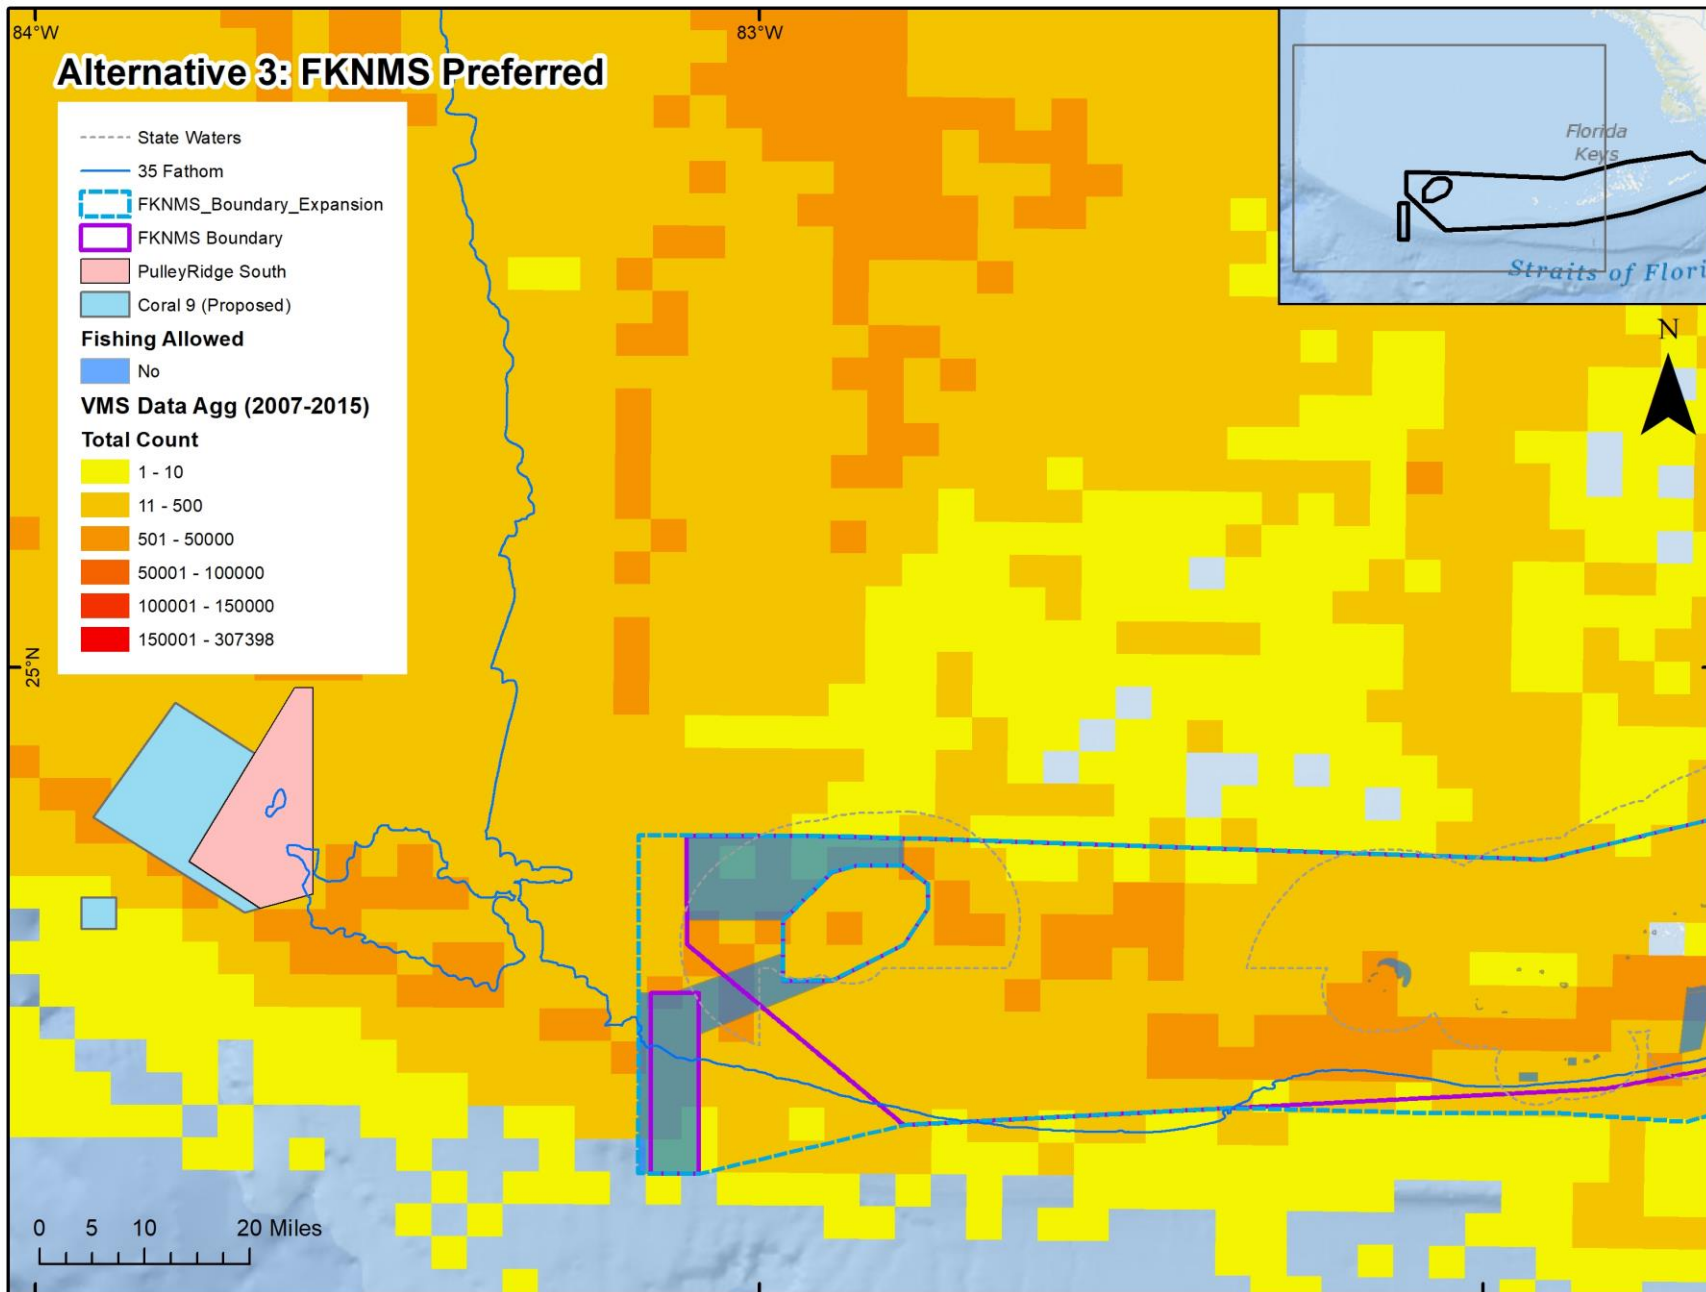 84°W
83°W
Alternative 3: FKNMS Preferred
State Waters
35 Fathom
FKNMS_Boundary_Expansion
FKNMS Boundary
PulleyRidge South
Coral 9 (Proposed)
Fishing Allowed
No
VMS Data Agg (2007-2015)
Total Count
1 - 10
11 - 500
501 - 50000
50001 - 100000
100001 - 150000
150001 - 307398
25°N
Florida
Keys
Straits of Flori
N
0 5 10 20 Miles